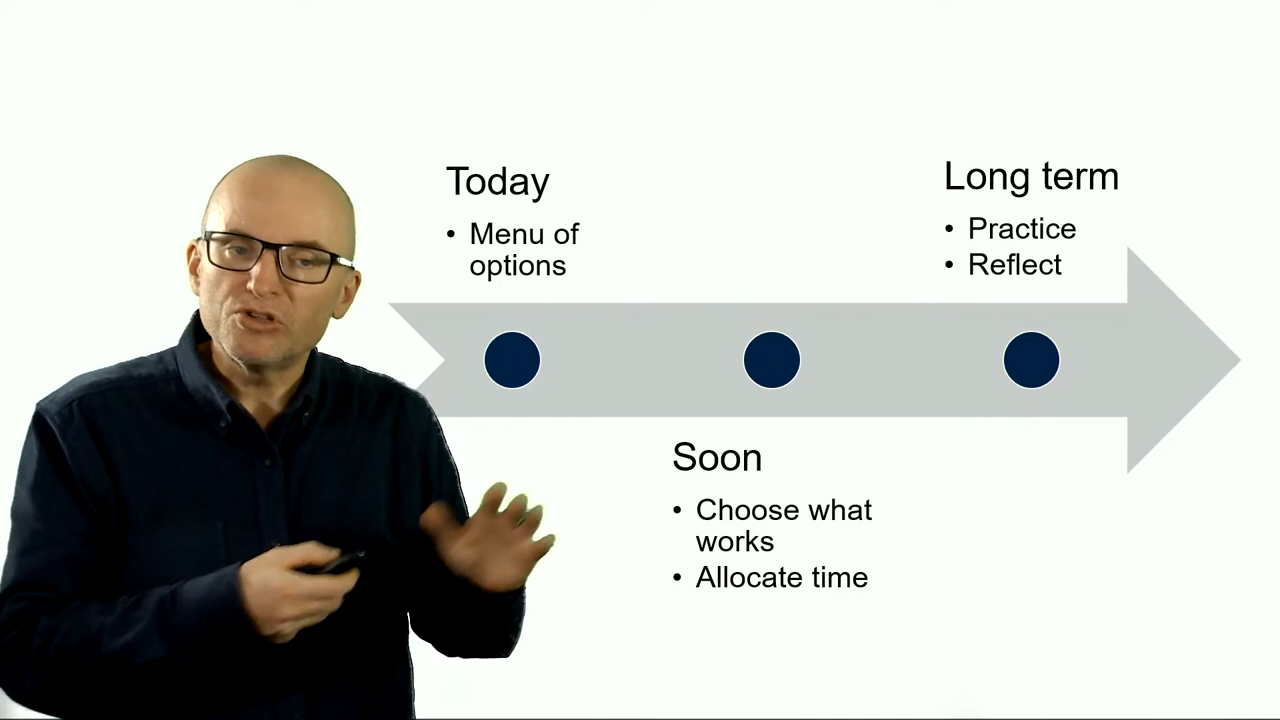 Today
• Menu of
options
Soon
• Choose what
works
• Allocate time
Long term
• Practice
• Reflect